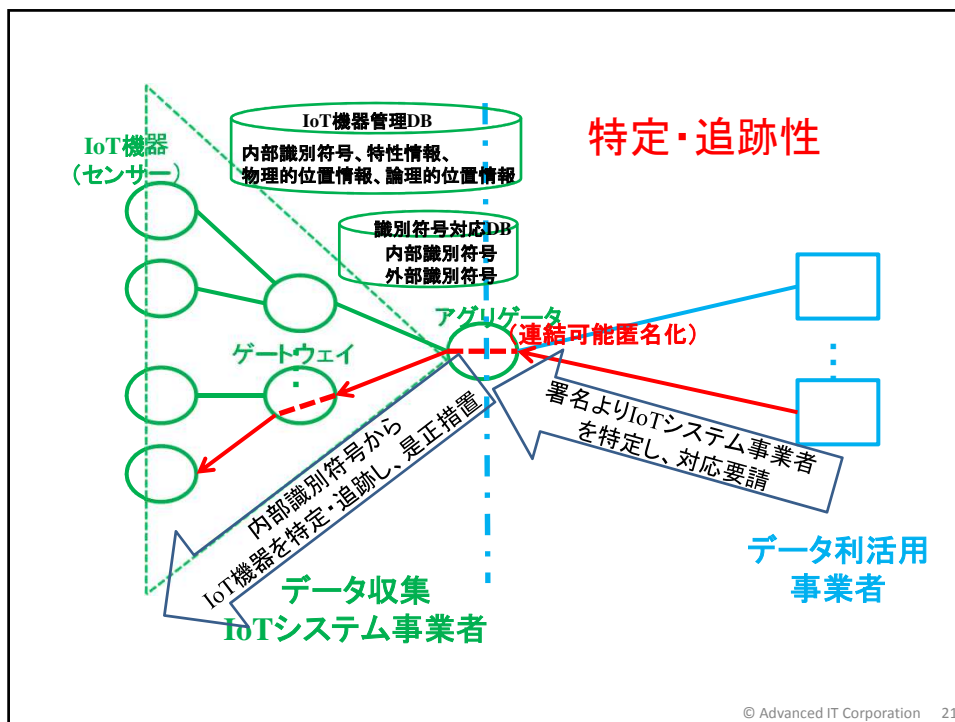 特定・追跡性
IoT機器管理DB
内部識別符号、特性情報、
物理的位置情報、論理的位置情報
IoT機器
（センサー）
識別符号対応DB
内部識別符号
外部識別符号
アグリゲータ
（連結可能匿名化）
ゲートウェイ
署名よりIoTシステム事業者
を特定し、対応要請
内部識別符号から
IoT機器を特定・追跡し、是正措置
データ利活用
事業者
データ収集
IoTシステム事業者
© Advanced IT Corporation 21